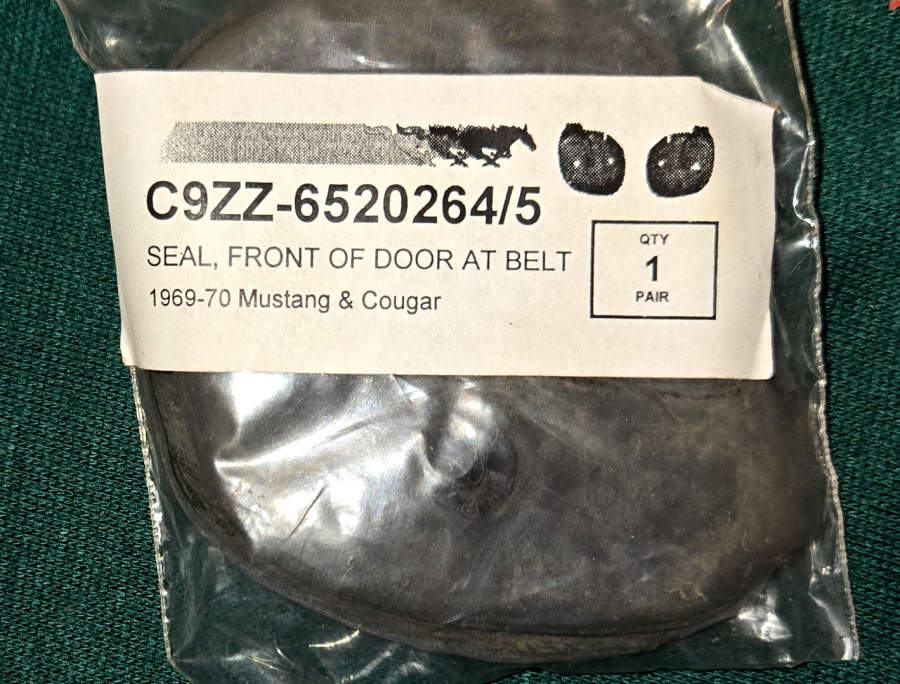 C9ZZ-6520264/5
SEAL, FRONT OF DOOR AT BELT
1969-70 Mustang & Cougar
QTY
1
PAIR